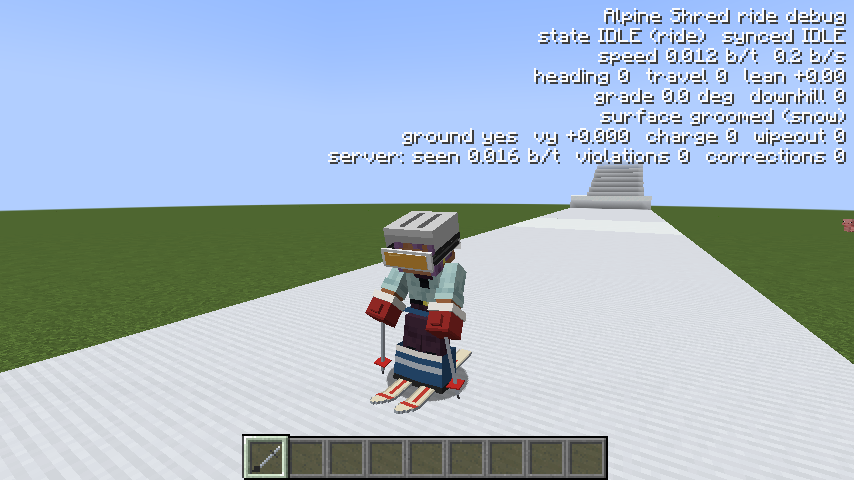 Alpine Shred ride debug
state IDLE (ride) synced IDLE
speed 0.012 b/t 0.2 b/s
heading 0 travel 0 lean +0.00
grade 0.0 deg downhill 0
surface groomed (snow)
ground yes vy +0.000 charge 0 wipeout 0
server: seen 0.016 b/t violations 0 corrections 0